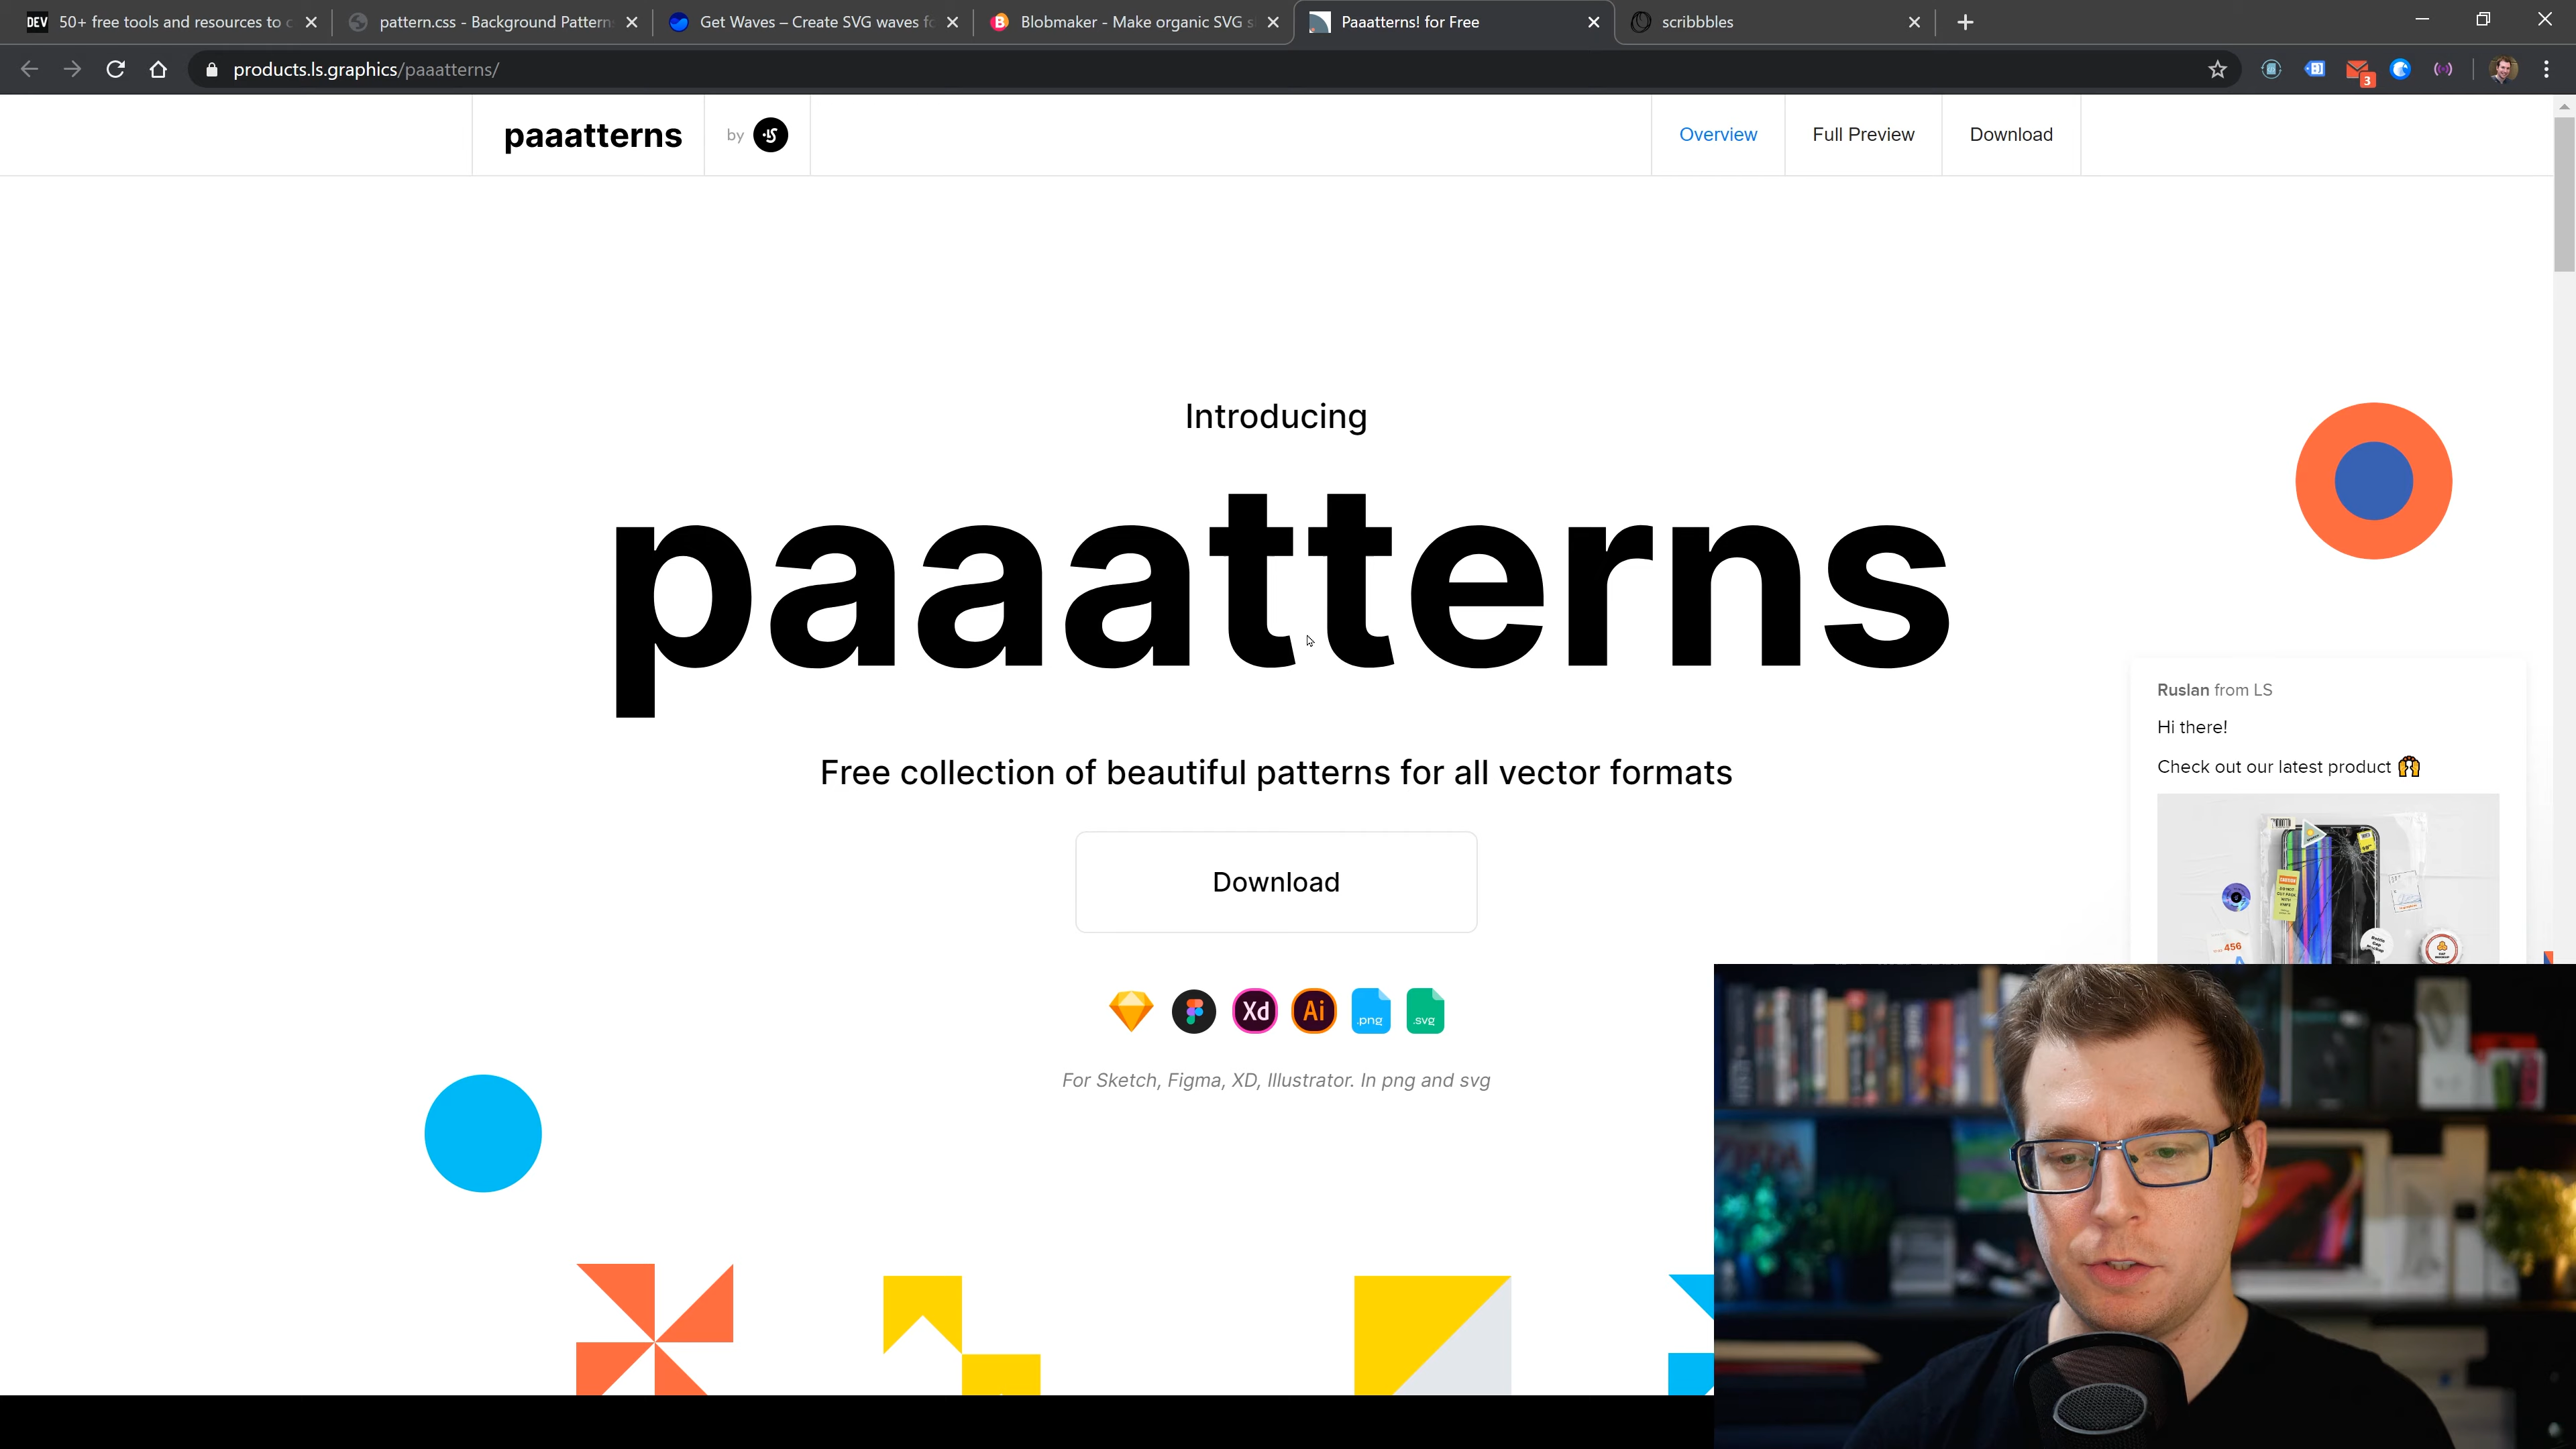 DEV 50+ free tools and resources to c
pattern.css - Background Pattern
Get Waves – Create SVG waves fo
B Blobmaker - Make organic SVG s
Paaatterns! for Free
scribbbles
products.ls.graphics/paaatterns/
3
paaatterns
by
Overview
Full Preview
Download
Introducing
paaatterns
Free collection of beautiful patterns for all vector formats
Download
Xd
Ai
.png
.svg
For Sketch, Figma, XD, Illustrator. In png and svg
Ruslan from LS
Hi there!
Check out our latest product
456